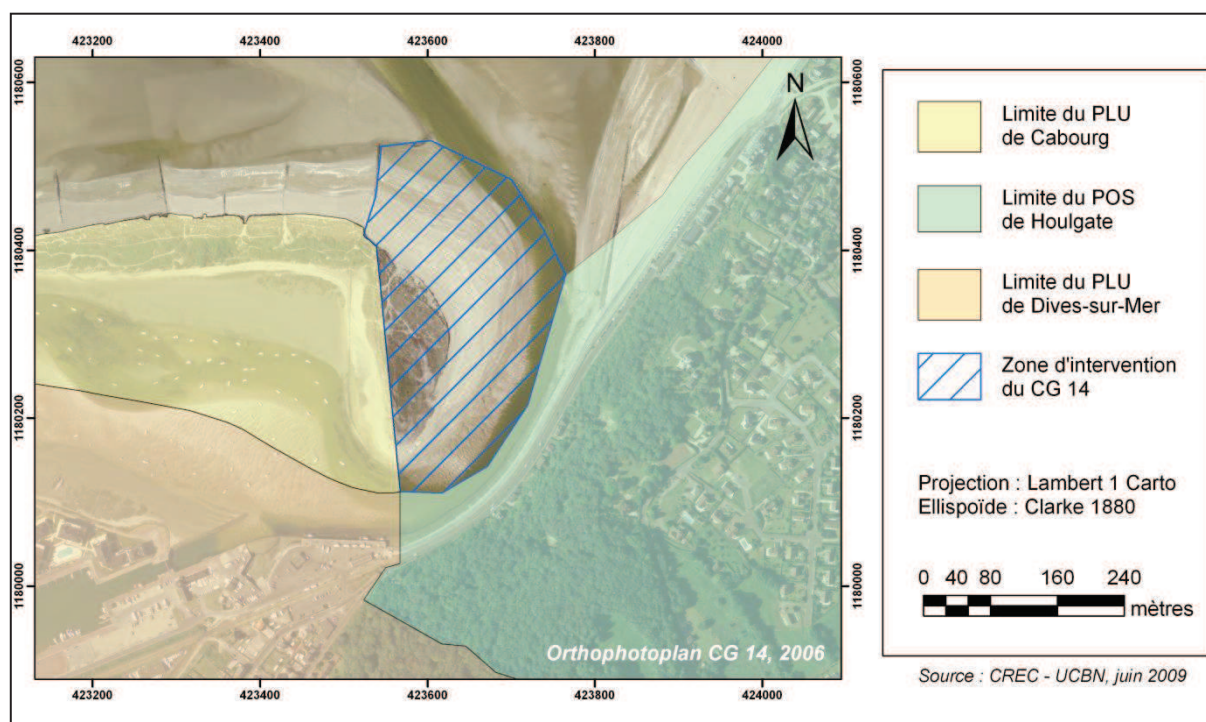 423200 423400 423600 423800 424000
1180600
1180400
1180200
1180000
1180600
1180400
1180200
1180000
N
Orthophotoplan CG 14, 2006
423200 423400 423600 423800 424000
Limite du PLU
de Cabourg
Limite du POS
de Houlgate
Limite du PLU
de Dives-sur-Mer
Zone d'intervention
du CG 14
Projection : Lambert 1 Carto
Ellispoïde : Clarke 1880
0 40 80 160 240
mètres
Source : CREC - UCBN, juin 2009